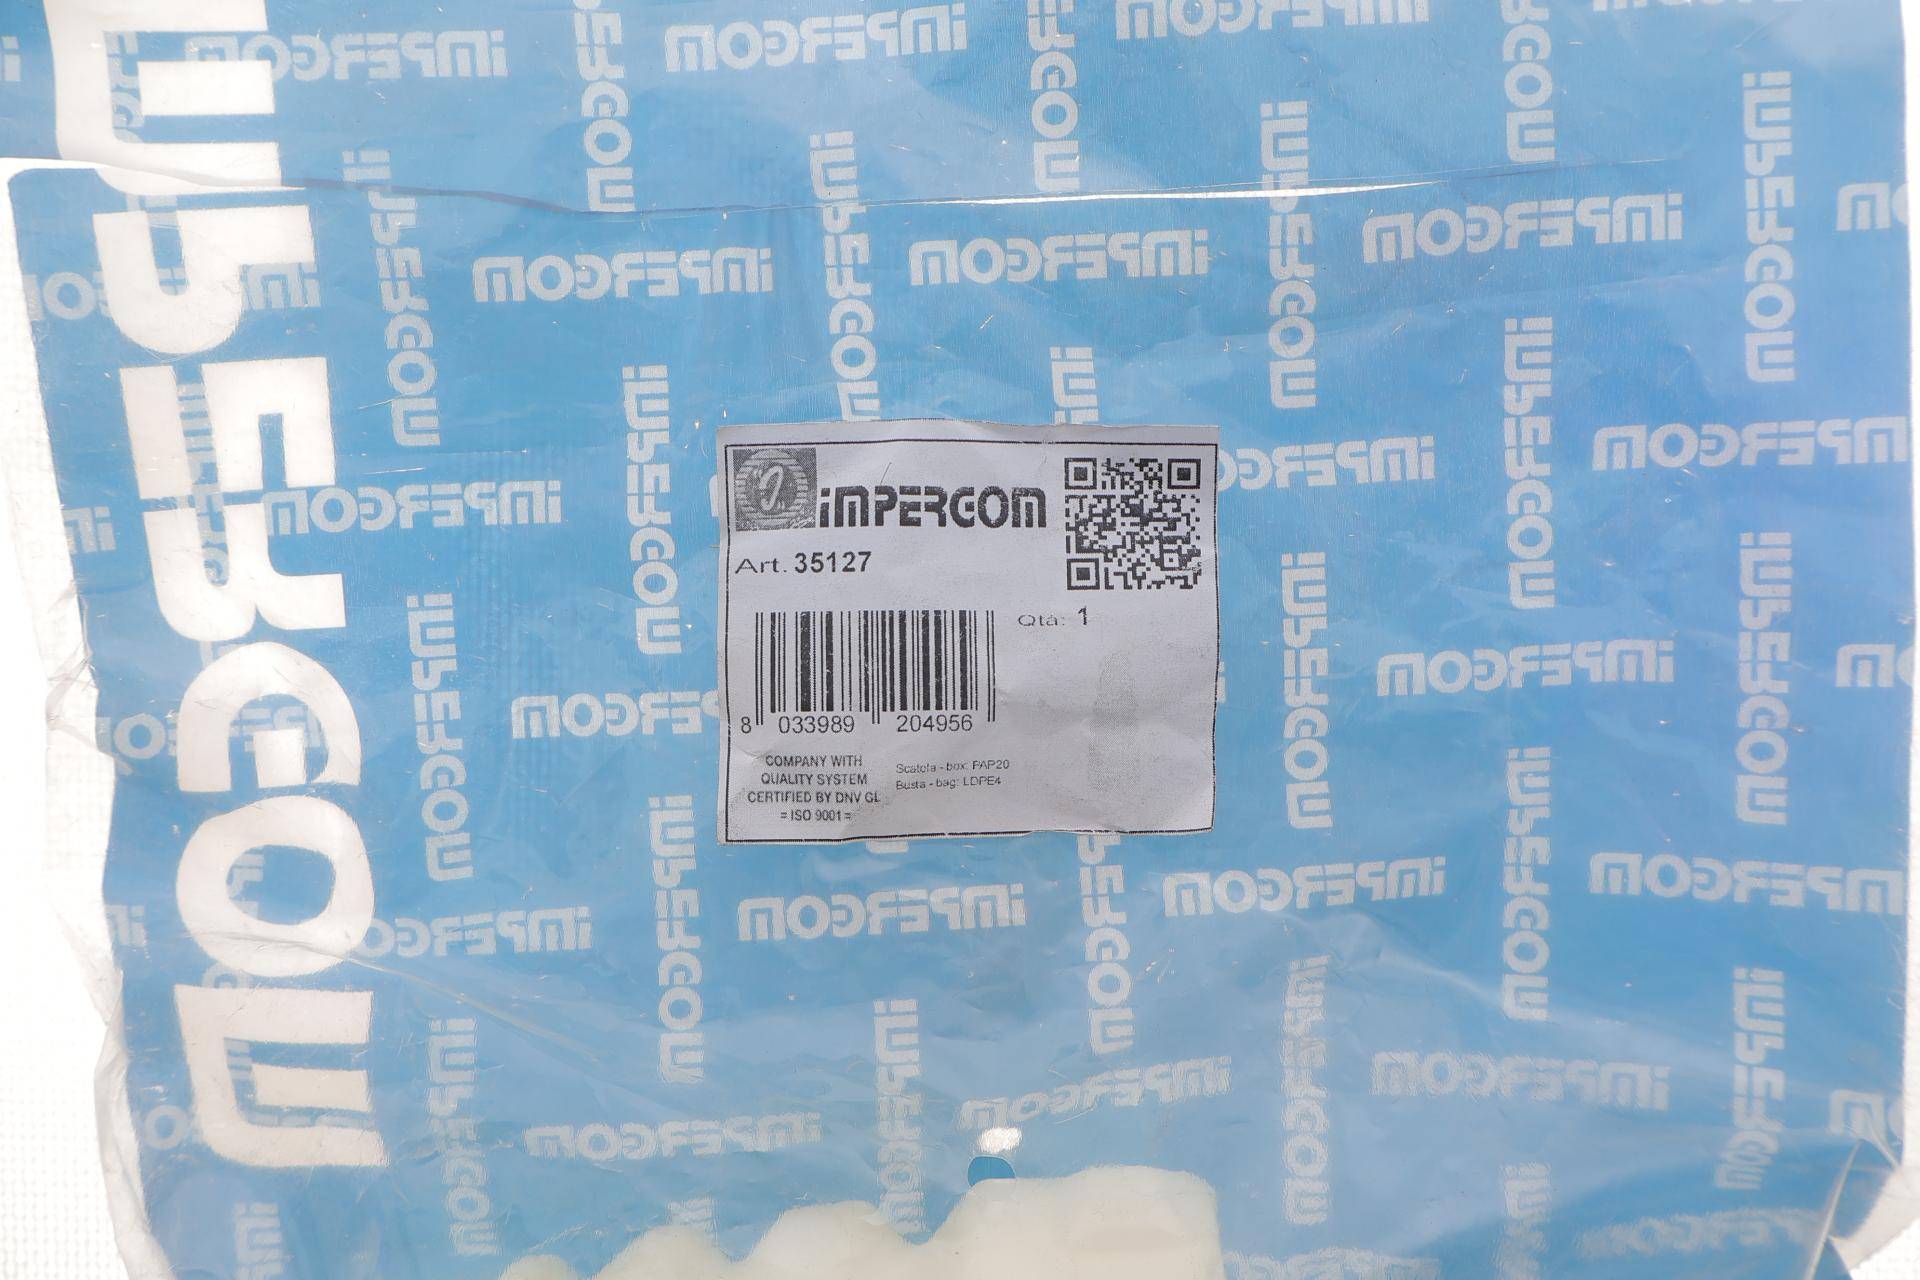 iMPERGOM
Art. 35127
Qtà: 1
8 033989 204956
COMPANY WITH
QUALITY SYSTEM
CERTIFIED BY DNV GL
= ISO 9001=
Scatola - box: PAP20
Busta - bag: LDPE4